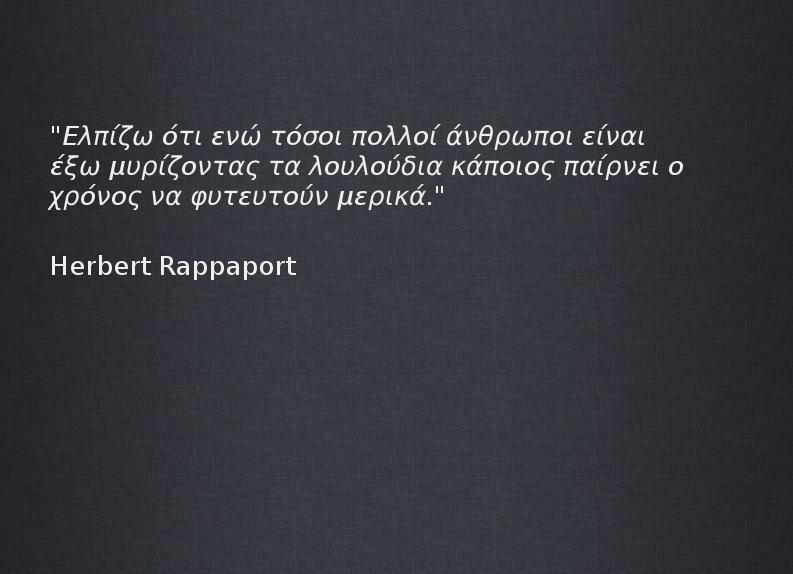 "Ελπίζω ότι ενώ τόσοι πολλοί άνθρωποι είναι
έξω μυρίζοντας τα λουλούδια κάποιος παίρνει ο
χρόνος να φυτευτούν μερικά."
Herbert Rappaport